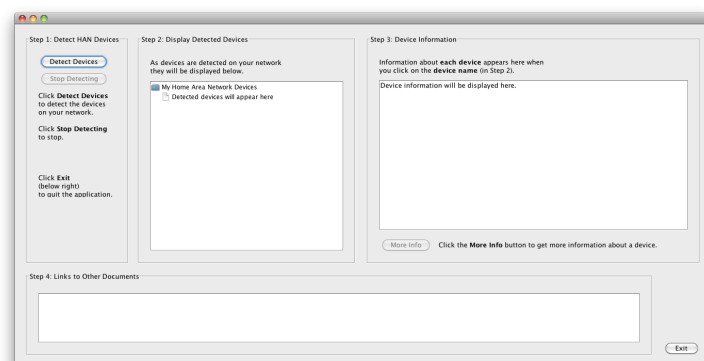 Step 1: Detect HAN Devices
Detect Devices
Stop Detecting
Click Detect Devices
to detect the devices
on your network.
Click Stop Detecting
to stop.
Click Exit
(below right)
to quit the application.
Step 2: Display Detected Devices
As devices are detected on your network
they will be displayed below.
My Home Area Network Devices
Detected devices will appear here
Step 3: Device Information
Information about each device appears here when
you click on the device name (in Step 2).
Device information will be displayed here.
More Info
Click the More Info button to get more information about a device.
Step 4: Links to Other Documents
Exit